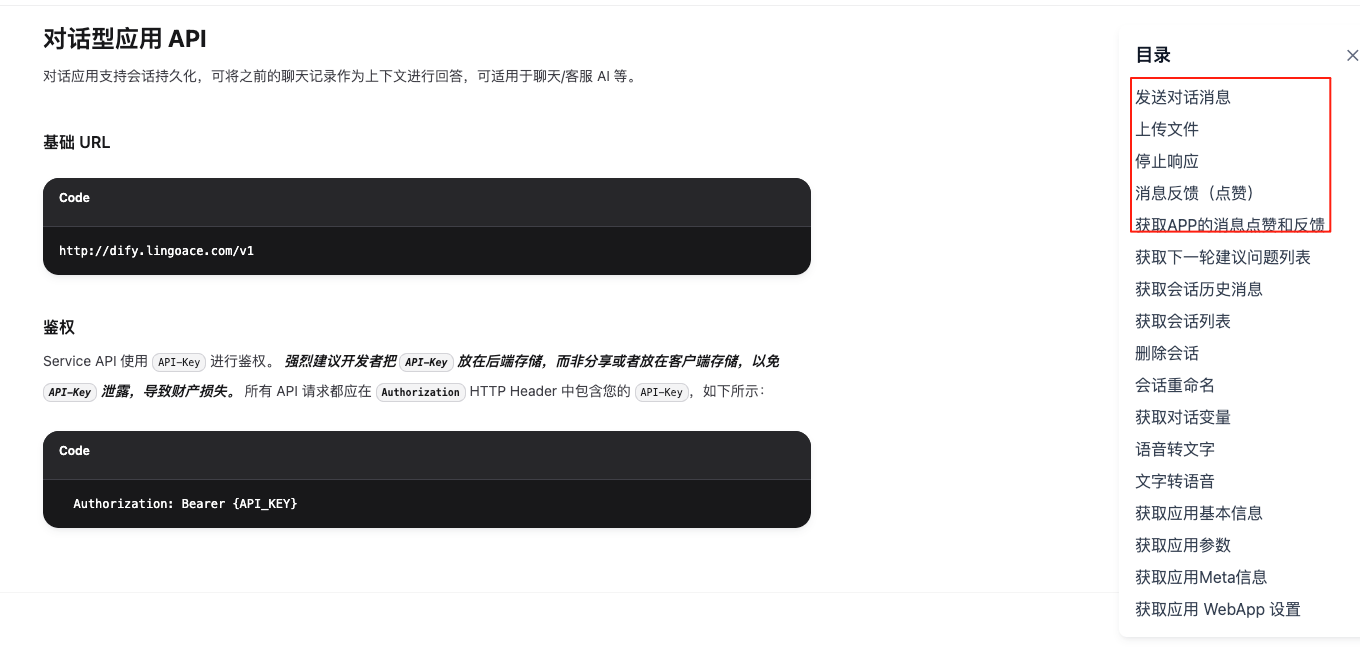 对话型应用 API
对话应用支持会话持久化，可将之前的聊天记录作为上下文进行回答，可适用于聊天/客服 AI 等。
基础 URL
Code
http://dify.lingoace.com/v1
鉴权
Service API 使用 API-Key 进行鉴权。 强烈建议开发者把 API-Key 放在后端存储，而非分享或者放在客户端存储，以免
API-Key 泄露，导致财产损失。 所有 API 请求都应在 Authorization HTTP Header 中包含您的 API-Key，如下所示：
Code
Authorization: Bearer {API_KEY}
目录
发送对话消息
上传文件
停止响应
消息反馈（点赞）
获取APP的消息点赞和反馈
获取下一轮建议问题列表
获取会话历史消息
获取会话列表
删除会话
会话重命名
获取对话变量
语音转文字
文字转语音
获取应用基本信息
获取应用参数
获取应用Meta信息
获取应用 WebApp 设置